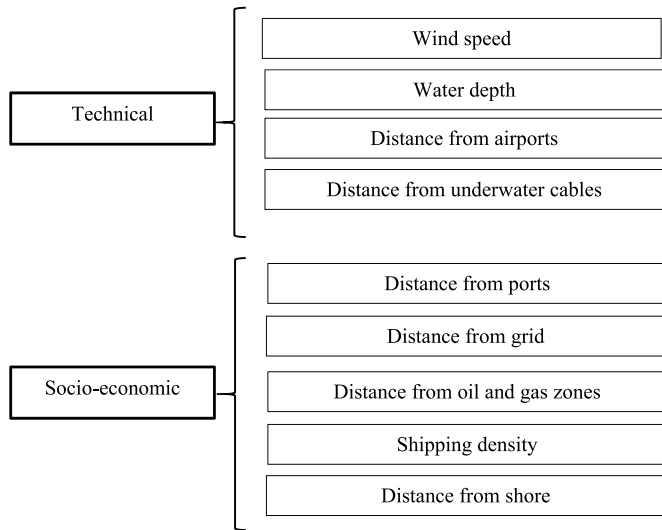 Technical
Wind speed
Water depth
Distance from airports
Distance from underwater cables
Socio-economic
Distance from ports
Distance from grid
Distance from oil and gas zones
Shipping density
Distance from shore